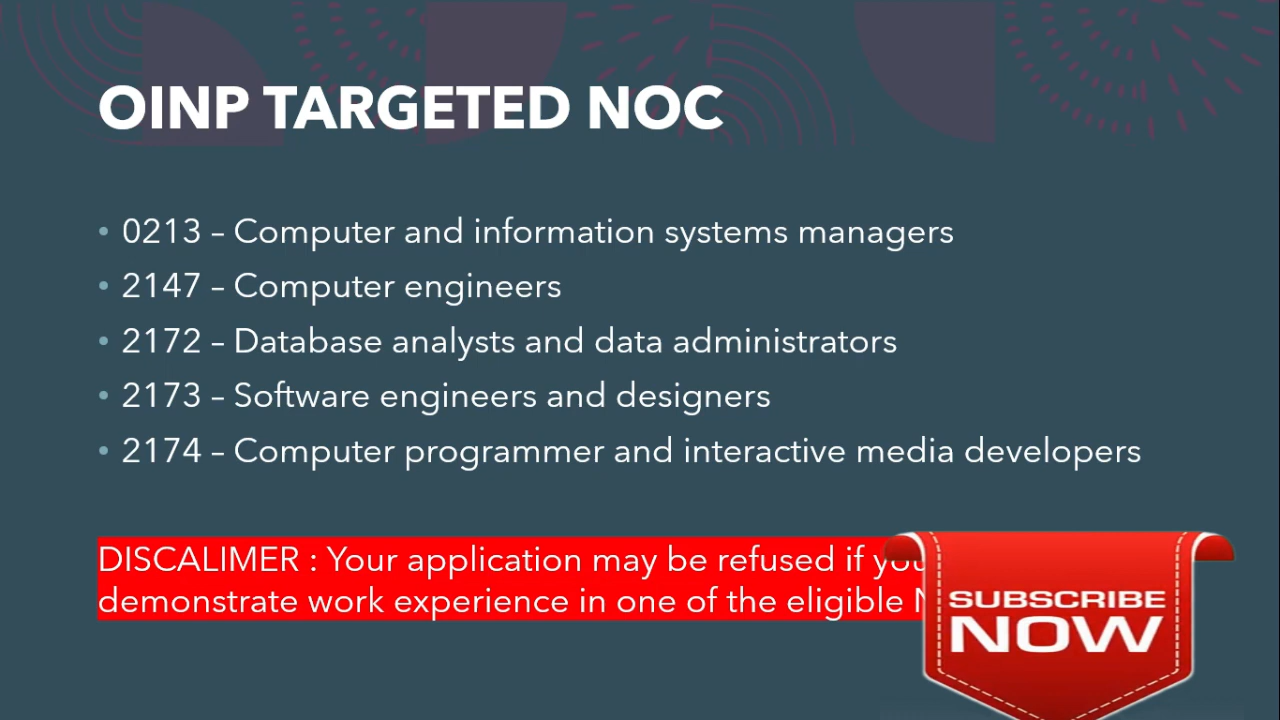 OINP TARGETED NOC
• 0213 – Computer and information systems managers
• 2147 – Computer engineers
• 2172 – Database analysts and data administrators
• 2173 – Software engineers and designers
• 2174 – Computer programmer and interactive media developers
DISCALIMER : Your application may be refused if you
demonstrate work experience in one of the eligible
SUBSCRIBE
NOW